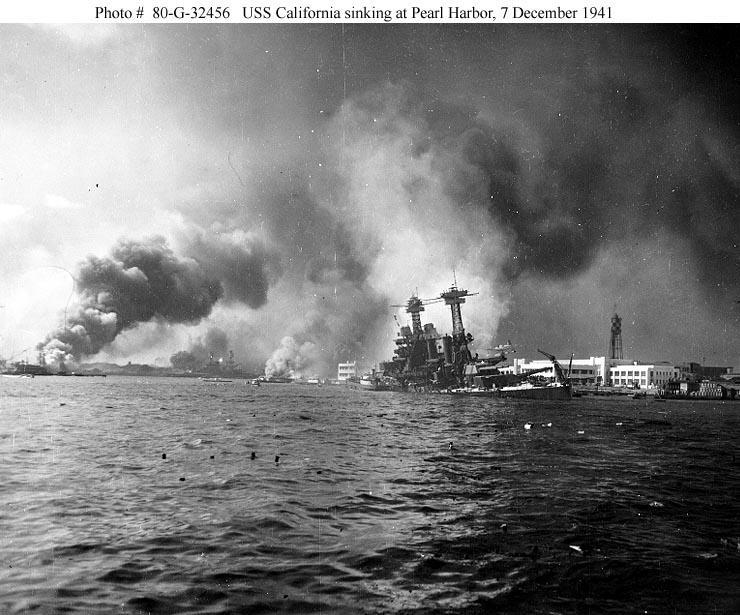 Photo # 80-G-32456 USS California sinking at Pearl Harbor, 7 December 1941